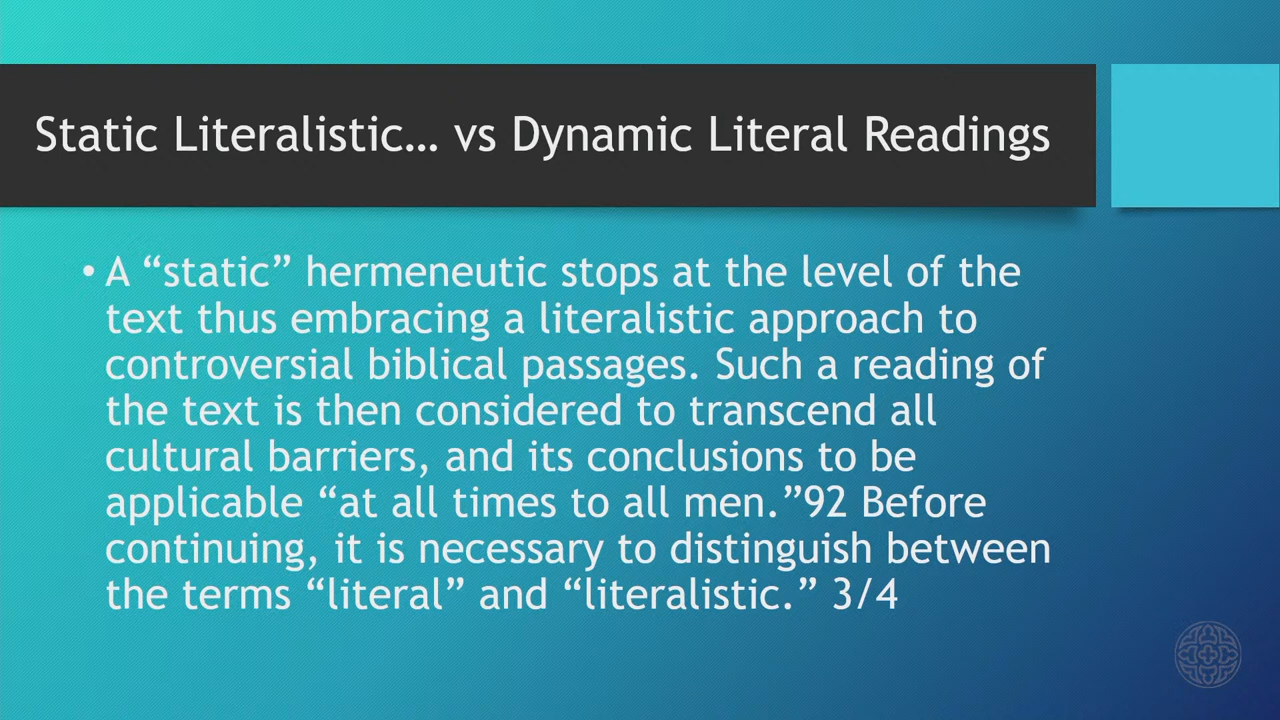 Static Literalistic… vs Dynamic Literal Readings
• A “static” hermeneutic stops at the level of the
text thus embracing a literalistic approach to
controversial biblical passages. Such a reading of
the text is then considered to transcend all
cultural barriers, and its conclusions to be
applicable “at all times to all men.”92 Before
continuing, it is necessary to distinguish between
the terms “literal” and “literalistic.” 3/4